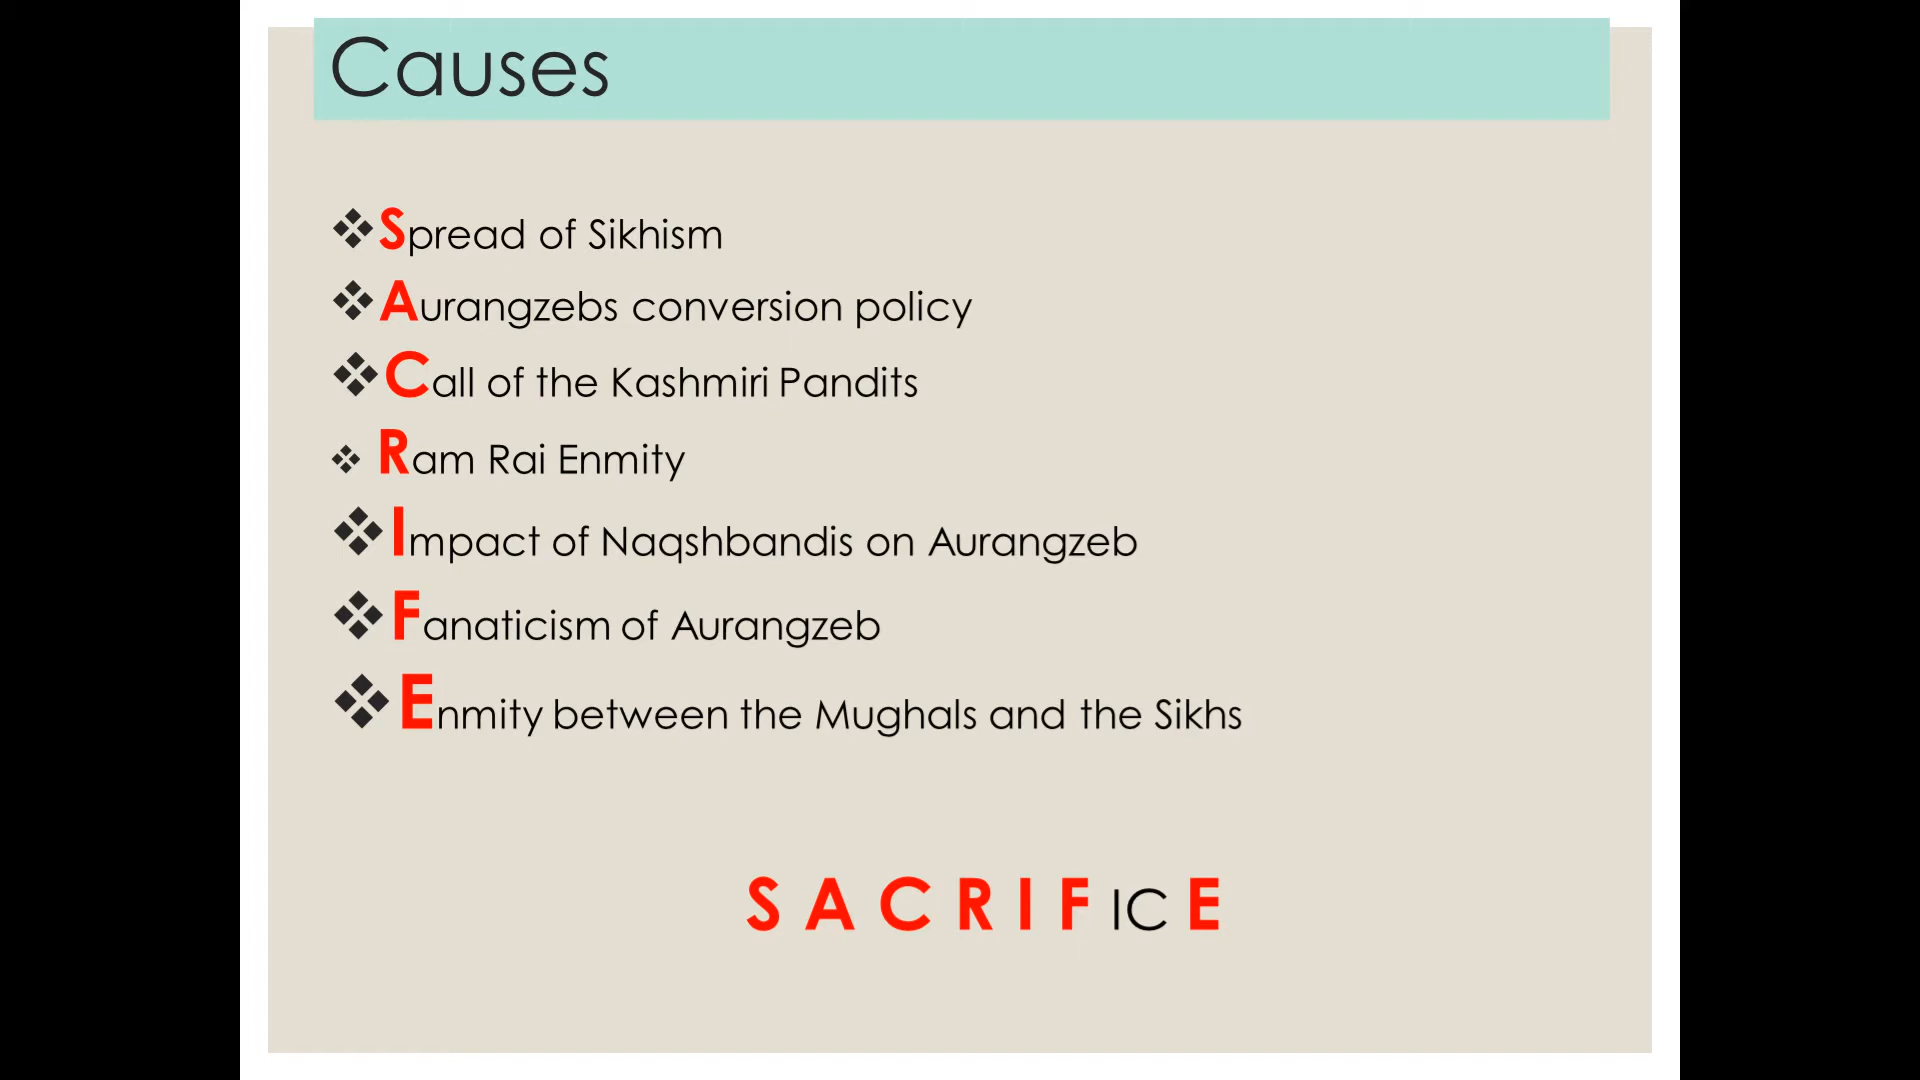 Causes
Spread of Sikhism
Aurangzebs conversion policy
Call of the Kashmiri Pandits
Ram Rai Enmity
Impact of Naqshbandis on Aurangzeb
Fanaticism of Aurangzeb
Enmity between the Mughals and the Sikhs
S A C R I F IC E